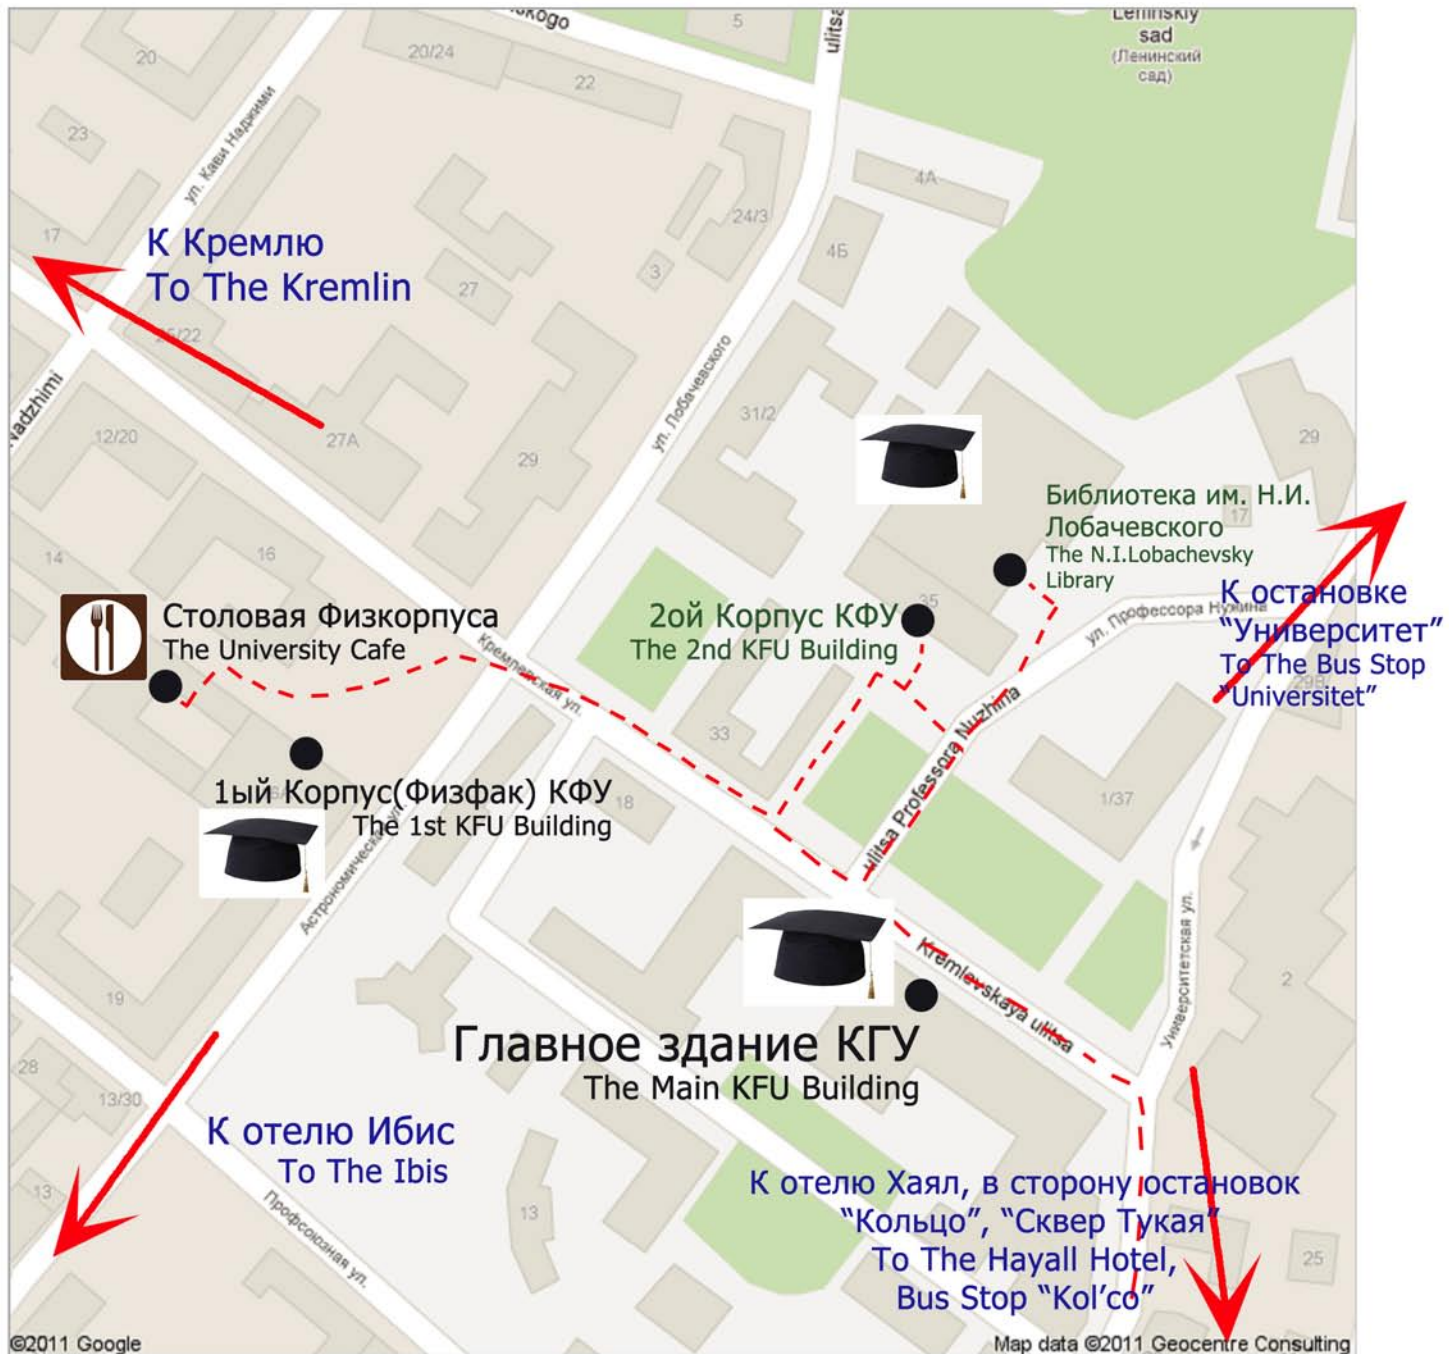 skogo
5
ulitsa
Leninskiy
sad
(Ленинский
сад)
20
20/24
22
23
ул. Кави Наджими
4А
24/3
17
К Кремлю
To The Kremlin
3
4Б
27
25/22
Nadzhimi
12/20
27А
29
ул. Лобачевского
31/2
29
Библиотека им. Н.И.
Лобачевского
The N.I.Lobachevsky
Library
17
14
16
Столовая Физкорпуса
The University Cafe
2ой Корпус КФУ
The 2nd KFU Building
35
ул. Профессора Нужина
К остановке
“Университет”
To The Bus Stop
“Universitet”
29В
Кремлевская ул.
33
ulitsa Professora Nuzhina
1ый Корпус(Физфак) КФУ
The 1st KFU Building
18
1/37
Астрономическая ул.
Kremlevskaya ulitsa
Университетская ул.
2
19
Главное здание КГУ
The Main KFU Building
28
13/30
К отелю Ибис
To The Ibis
13
Профсоюзная ул.
13
К отелю Хаял, в сторону остановок
“Кольцо”, “Сквер Тукая”
To The Hayall Hotel,
Bus Stop “Kol’co”
25
©2011 Google
Map data ©2011 Geocentre Consulting